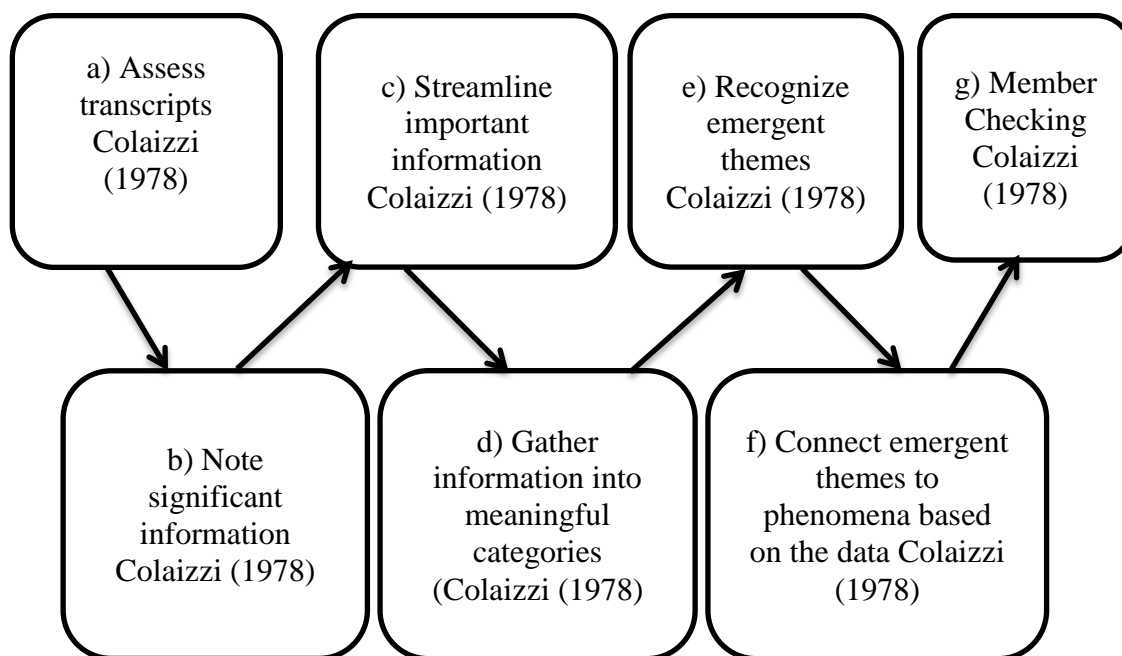 a) Assess
transcripts
Colaizzi
(1978)
b) Note
significant
information
Colaizzi (1978)
c) Streamline
important
information
Colaizzi (1978)
d) Gather
information into
meaningful
categories
(Colaizzi (1978)
e) Recognize
emergent
themes
Colaizzi (1978)
f) Connect emergent
themes to
phenomena based
on the data Colaizzi
(1978)
g) Member
Checking
Colaizzi
(1978)